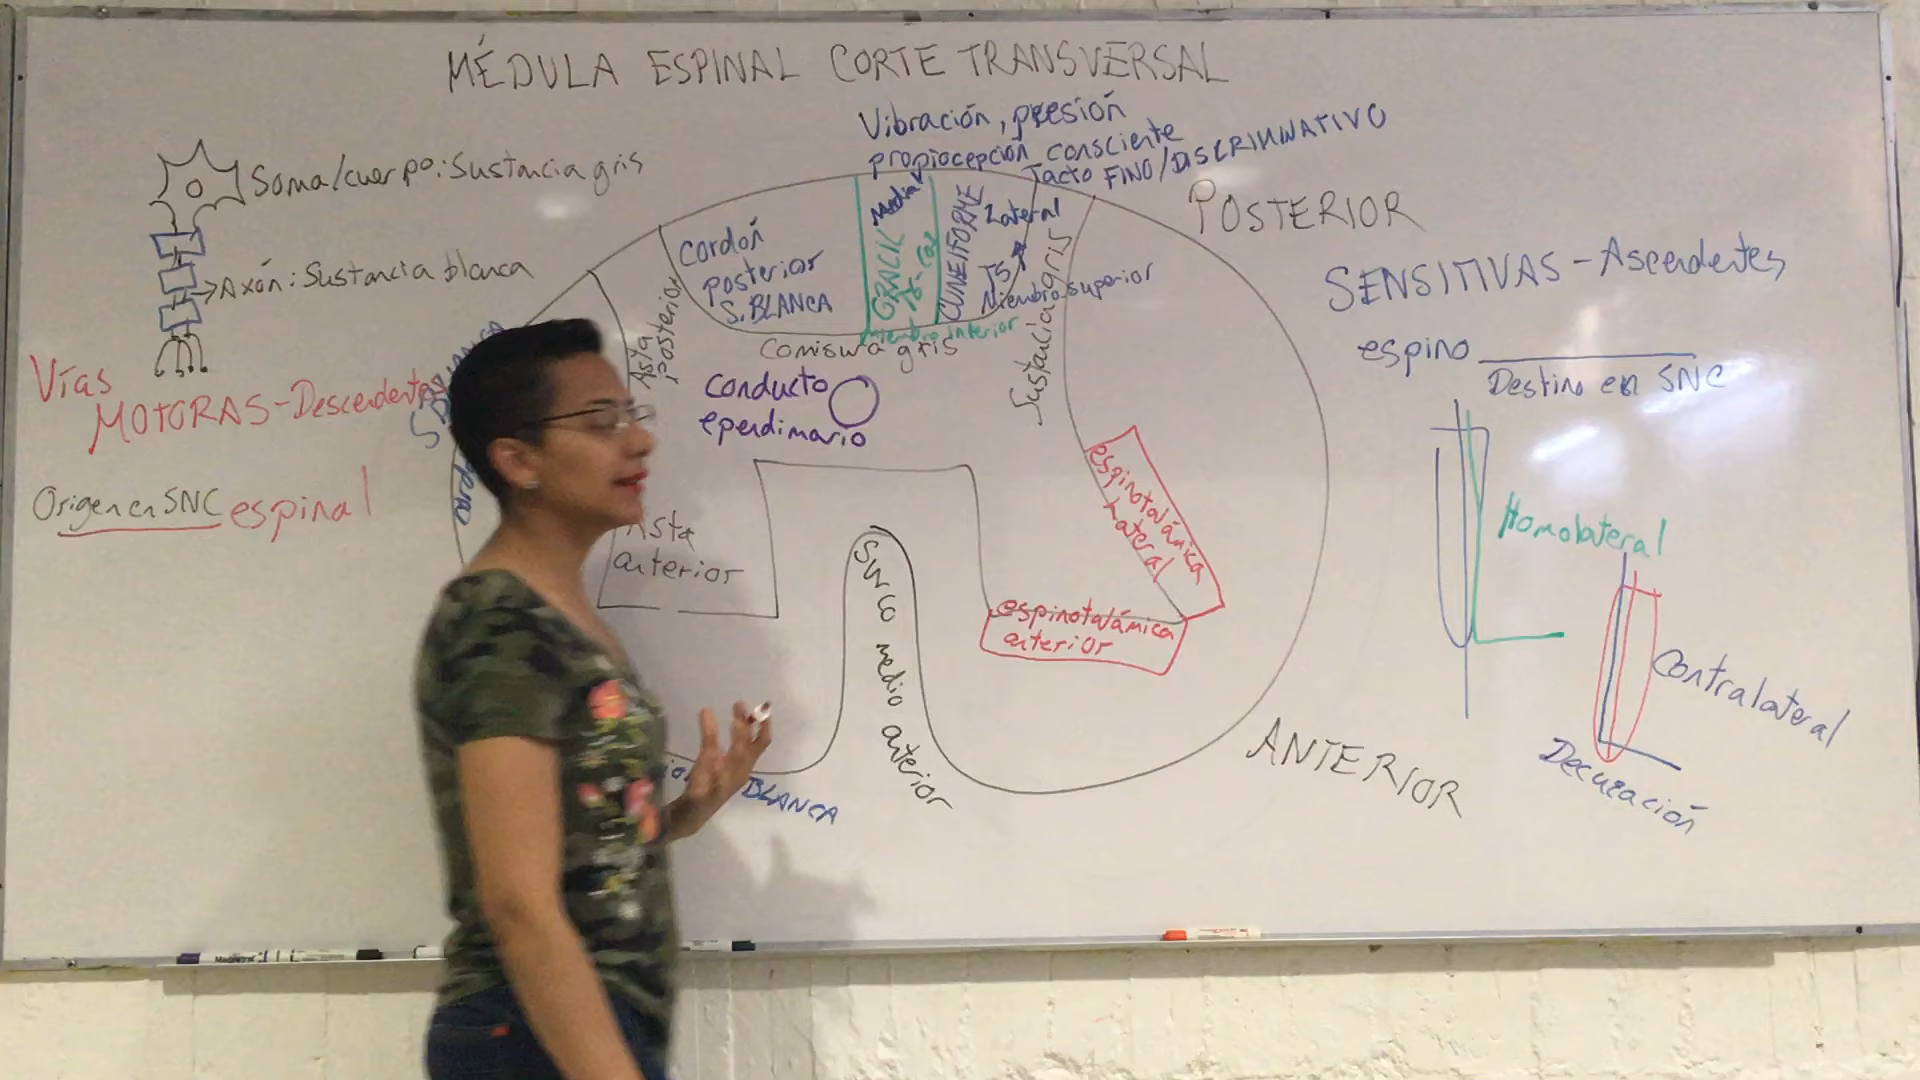 MÉDULA ESPINAL CORTE TRANSVERSAL
Vibración, presión
propiocepción consciente
Tacto FINO/DISCRIMINATIVO
Soma/cuerpo: Sustancia gris
Axón: Sustancia blanca
Vías
MOTORAS-Descendentes
Origen en SNC espinal
Cordón
posterior
S. BLANCA
Asta
posterior
Medial
GRACIL
CUNEIFORME
Lateral
T5
Miembro superior
Miembro inferior
Comisura gris
Sustancia gris
Conducto
ependimario
Asta
anterior
Surco medio anterior
espinotalámica
Lateral
espinotalámica
anterior
BLANCA
POSTERIOR
SENSITIVAS - Ascendentes
espino
Destino en SNC
Homolateral
Contralateral
Decuzación
ANTERIOR